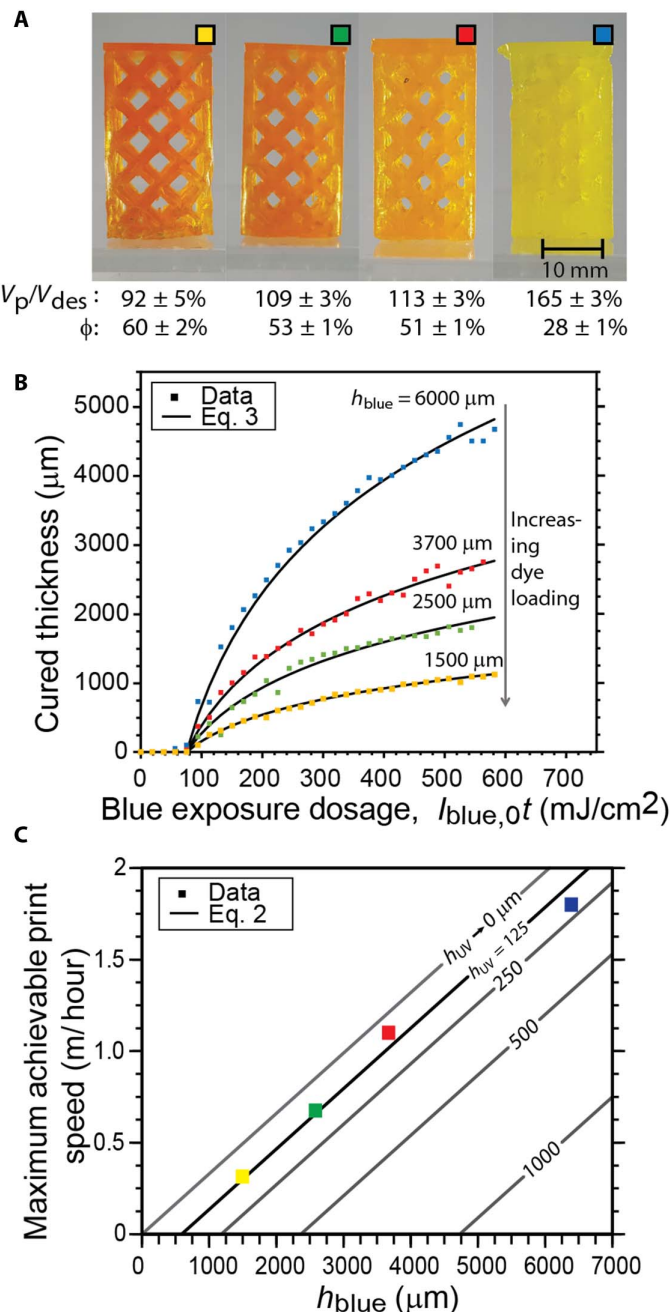 A
10 mm
Vp/Vdes : 92 ± 5% 109 ± 3% 113 ± 3% 165 ± 3%
ϕ: 60 ± 2% 53 ± 1% 51 ± 1% 28 ± 1%
B
Data
Eq. 3
hblue = 6000 μm
3700 μm
2500 μm
1500 μm
Increas-
ing
dye
loading
5000
4000
3000
2000
1000
0
Cured thickness (μm)
0 100 200 300 400 500 600 700
Blue exposure dosage, Iblue,0t (mJ/cm2)
C
Data
Eq. 2
hUV → 0 μm
hUV = 125
250
500
1000
2
1.5
1.0
0.5
0
Maximum achievable print
speed (m/hour)
0 1000 2000 3000 4000 5000 6000 7000
hblue (μm)